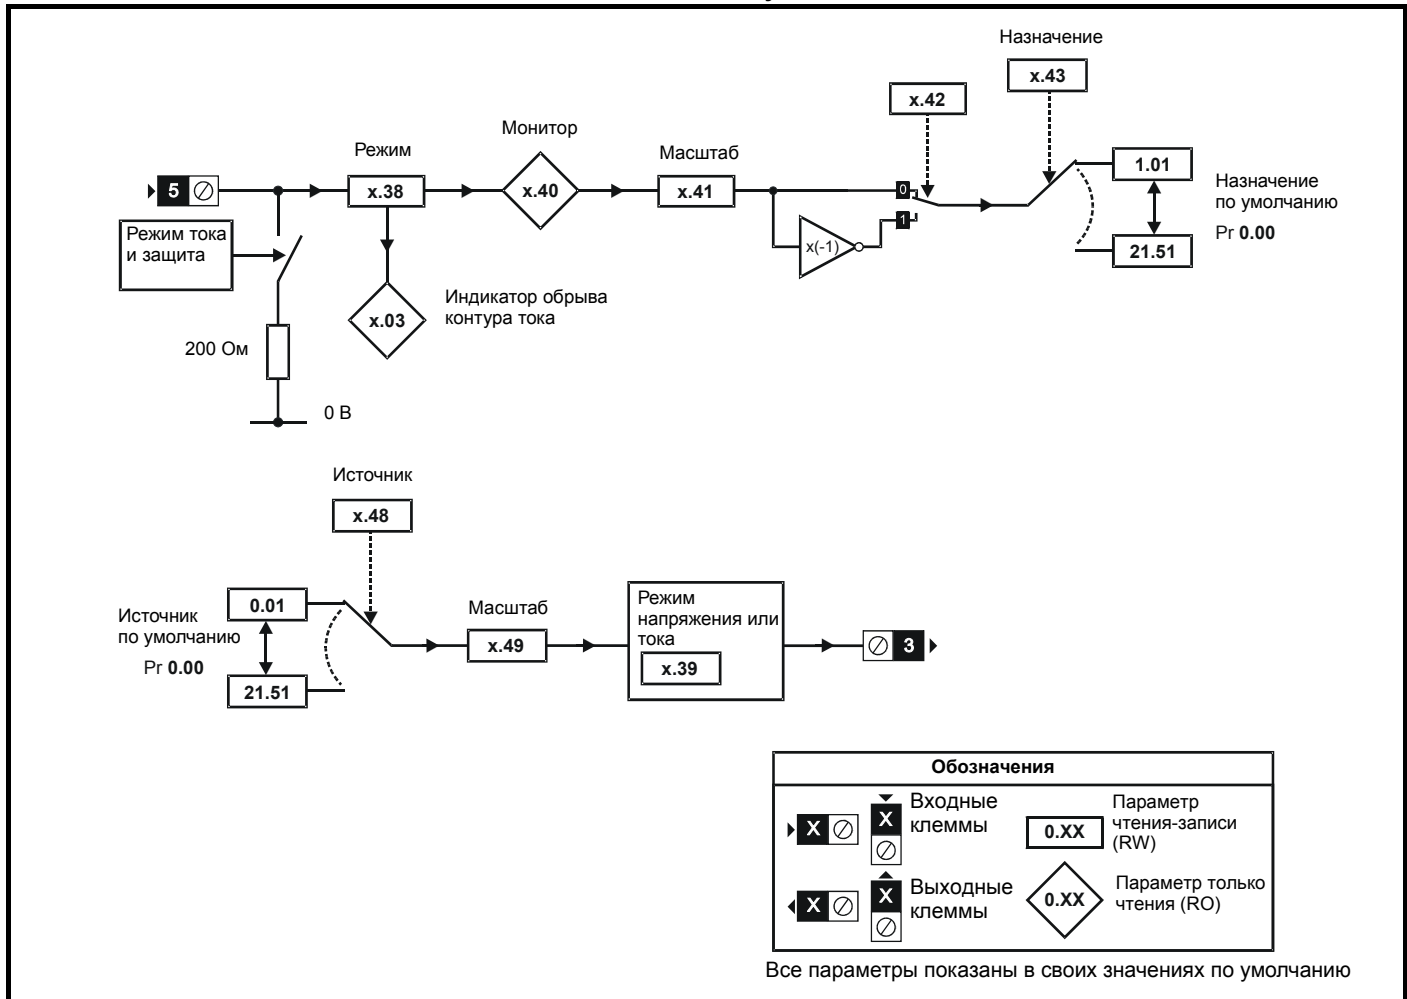 Назначение
x.43
x.42
Монитор
Режим
Масштаб
5
x.38
x.40
x.41
0
1
x(-1)
1.01
21.51
Назначение
по умолчанию
Pr 0.00
Режим тока
и защита
x.03
Индикатор обрыва
контура тока
200 Ом
0 В
Источник
x.48
Источник
по умолчанию
Pr 0.00
0.01
21.51
Масштаб
x.49
Режим
напряжения или
тока
x.39
3
Обозначения
X
X
Входные
клеммы
0.XX
Параметр
чтения-записи
(RW)
X
X
Выходные
клеммы
0.XX
Параметр только
чтения (RO)
Все параметры показаны в своих значениях по умолчанию